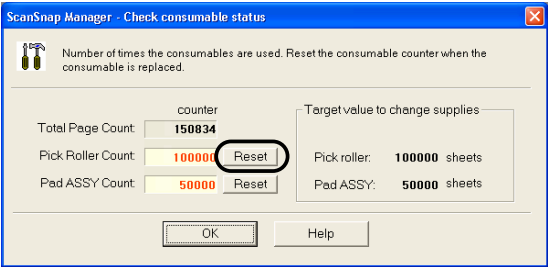 ScanSnap Manager - Check consumable status
Number of times the consumables are used. Reset the consumable counter when the
consumable is replaced.
counter
Target value to change supplies
Total Page Count: 150834
Pick Roller Count: 100000 Reset
Pick roller: 100000 sheets
Pad ASSY Count: 50000 Reset
Pad ASSY: 50000 sheets
OK
Help